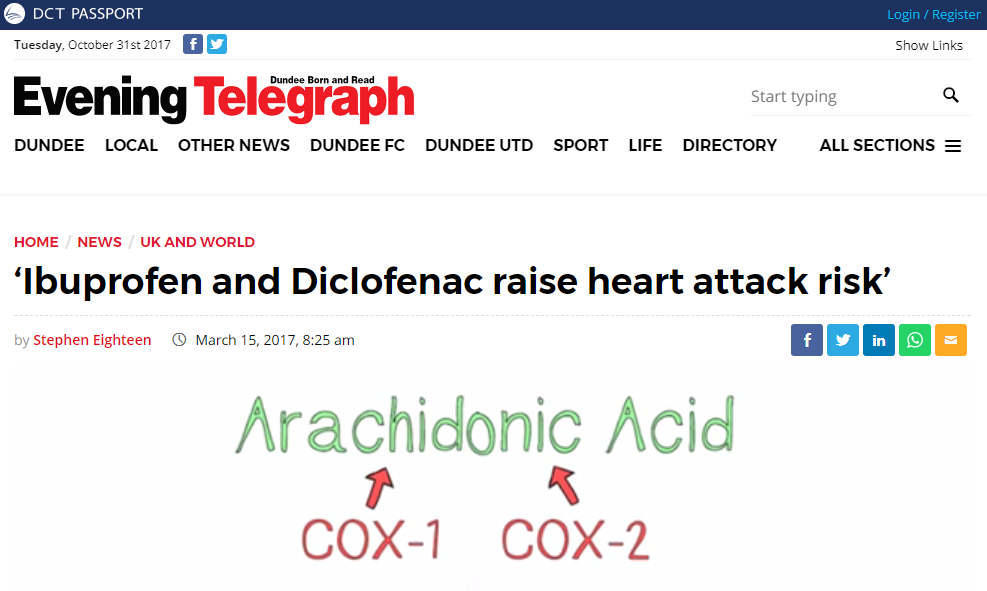 DCT PASSPORT
Login / Register
Tuesday, October 31st 2017
Show Links
Dundee Born and Read
Evening Telegraph
Start typing
DUNDEE LOCAL OTHER NEWS DUNDEE FC DUNDEE UTD SPORT LIFE DIRECTORY ALL SECTIONS
HOME / NEWS / UK AND WORLD
‘Ibuprofen and Diclofenac raise heart attack risk’
by Stephen Eighteen March 15, 2017, 8:25 am
Arachidonic Acid
COX-1 COX-2